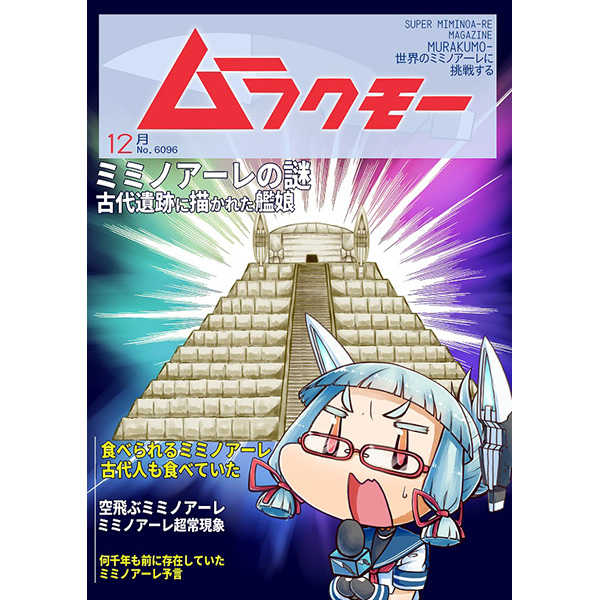 SUPER MIMINOA-RE
MAGAZINE
MURAKUMO-
世界のミミノアーレに
挑戦する
ムラクモー
12月
No. 6096
ミミノアーレの謎
古代遺跡に描かれた艦娘
食べられるミミノアーレ
古代人も食べていた
空飛ぶミミノアーレ
ミミノアーレ超常現象
何千年も前に存在していた
ミミノアーレ予言